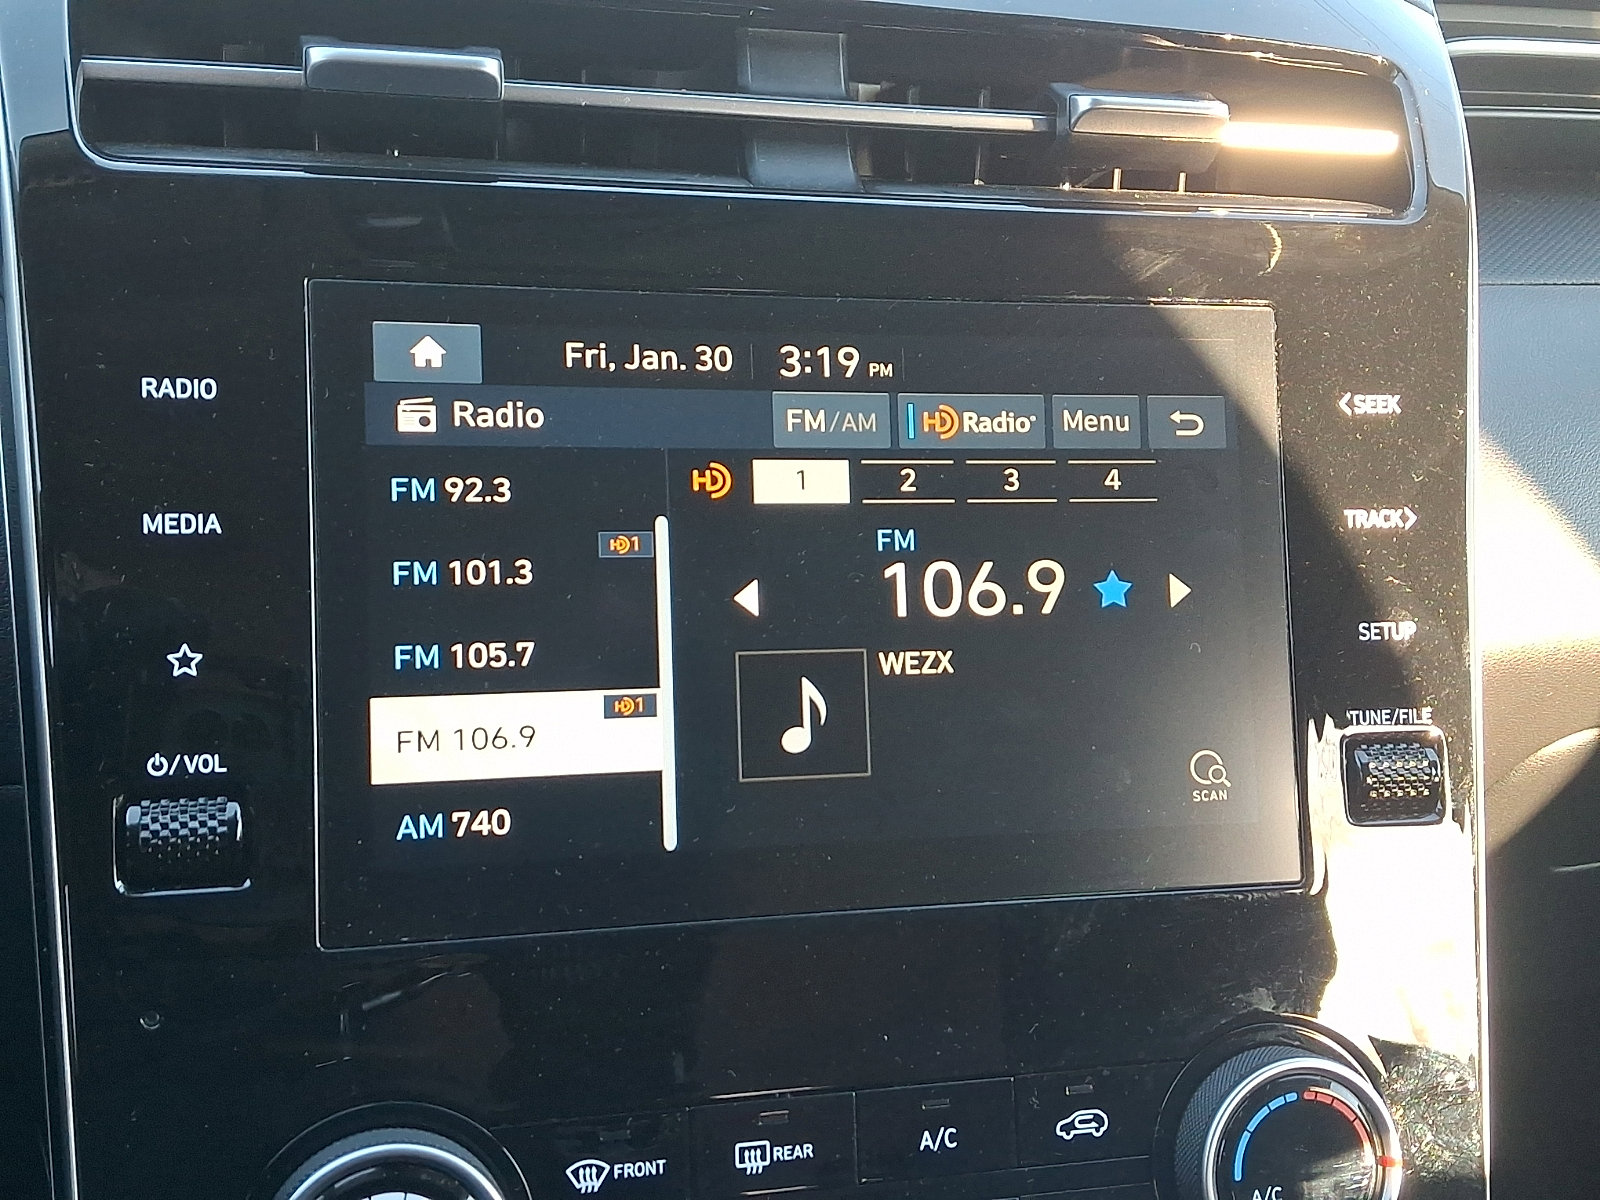 Fri, Jan. 30 3:19 PM
RADIO
Radio FM/AM HD Radio Menu
<SEEK
FM 92.3
HD 1 2 3 4
MEDIA
TRACK>
HD1
FM 101.3
FM
106.9
FM 105.7
WEZX
SETUP
HD1
FM 106.9
TUNE/FILE
/VOL
SCAN
AM 740
FRONT
REAR
A/C
A/C